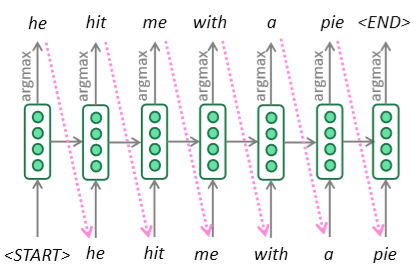 he hit me with a pie <END>
argmax argmax argmax argmax argmax argmax argmax
<START> he hit me with a pie